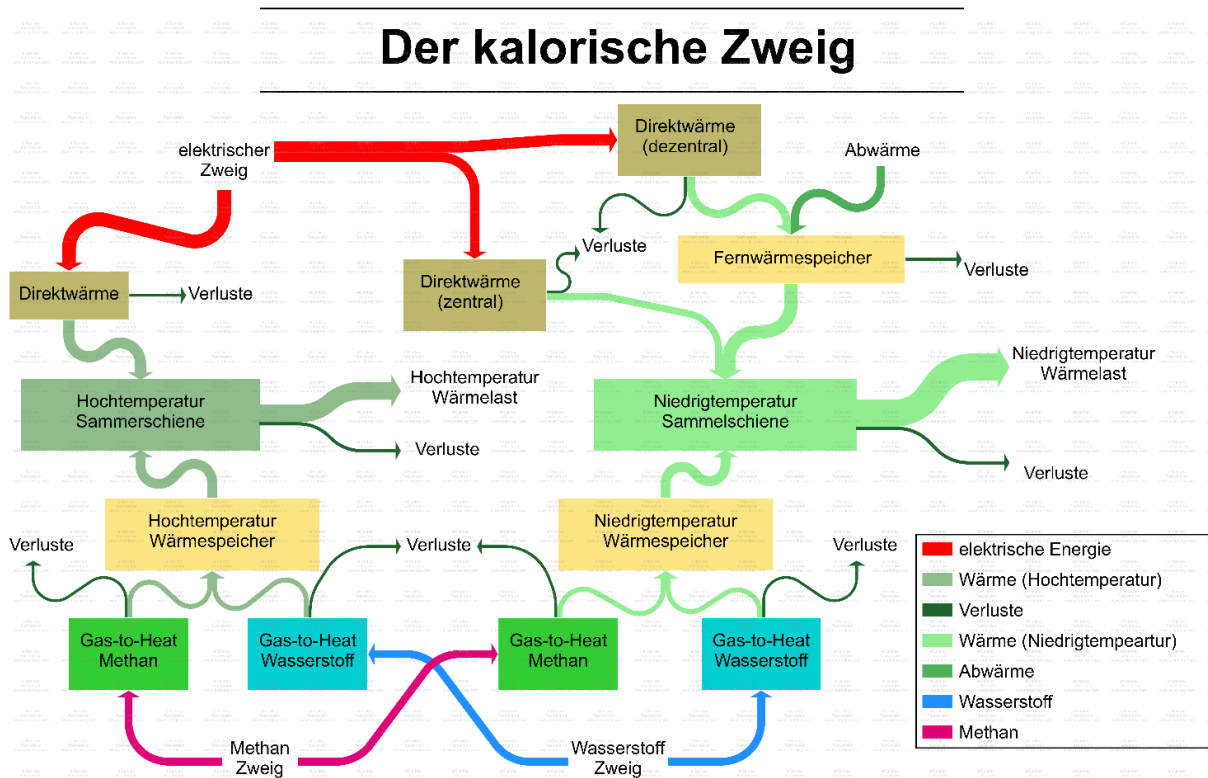 Der kalorische Zweig
elektrischer
Zweig
Direktwärme
(dezentral)
Abwärme
Verluste
Fernwärmespeicher
Verluste
Direktwärme
Verluste
Direktwärme
(zentral)
Hochtemperatur
Sammerschiene
Hochtemperatur
Wärmelast
Verluste
Niedrigtemperatur
Sammelschiene
Niedrigtemperatur
Wärmelast
Verluste
Hochtemperatur
Wärmespeicher
Niedrigtemperatur
Wärmespeicher
Verluste
Verluste
Verluste
Gas-to-Heat
Methan
Gas-to-Heat
Wasserstoff
Gas-to-Heat
Methan
Gas-to-Heat
Wasserstoff
Methan
Zweig
Wasserstoff
Zweig
elektrische Energie
Wärme (Hochtemperatur)
Verluste
Wärme (Niedrigtempeartur)
Abwärme
Wasserstoff
Methan